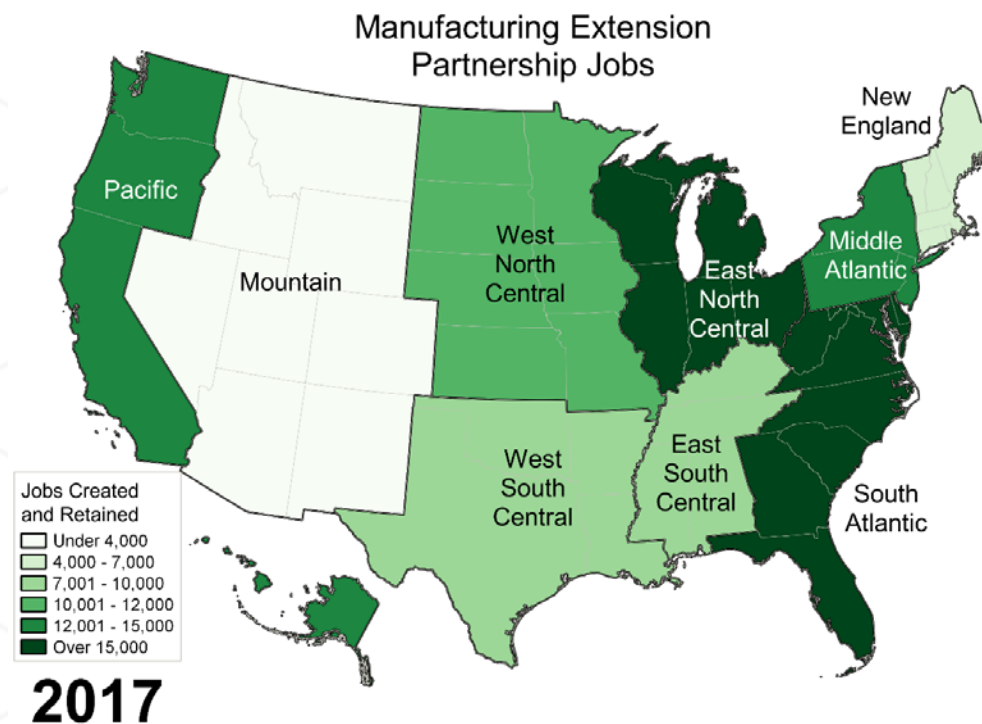 Manufacturing Extension
Partnership Jobs
New
England
Pacific
West
North
Central
Middle
Atlantic
Mountain
East
North
Central
West
South
Central
East
South
Central
South
Atlantic
Jobs Created
and Retained
Under 4,000
4,000 - 7,000
7,001 - 10,000
10,001 - 12,000
12,001 - 15,000
Over 15,000
2017